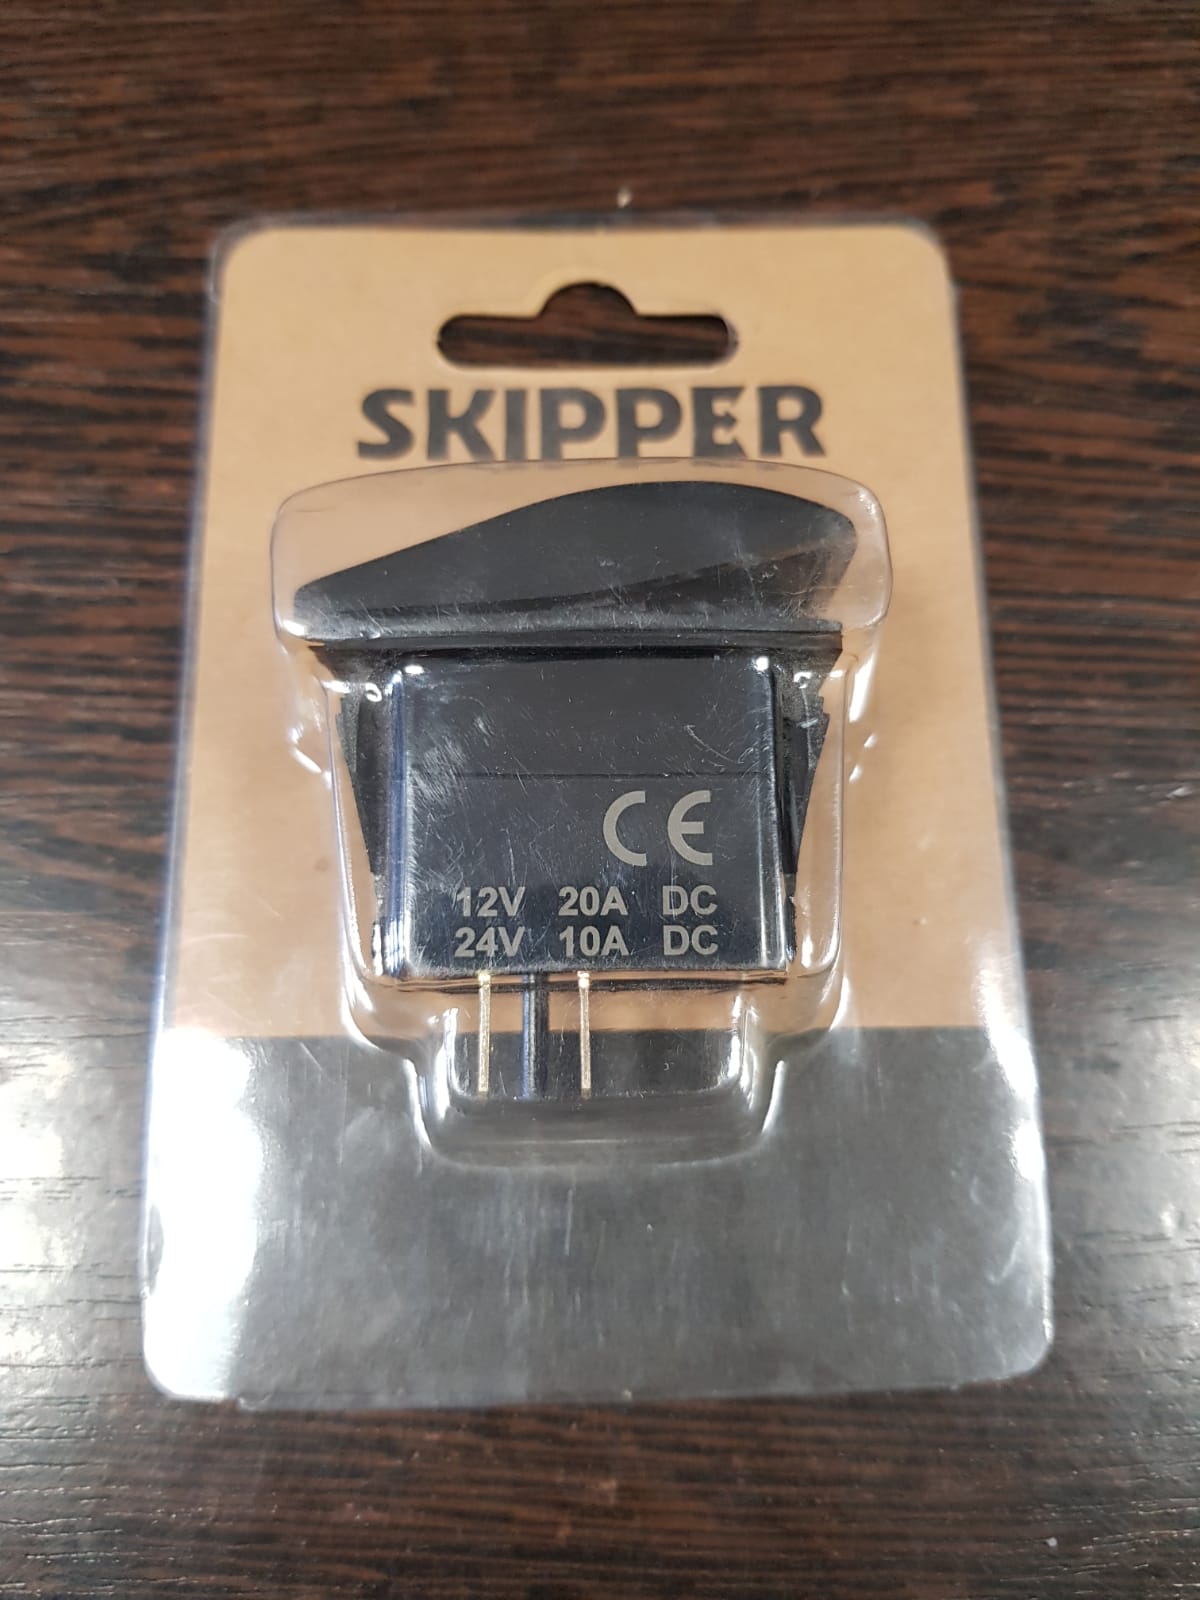 SKIPPER
CE
12V 20A DC
24V 10A DC